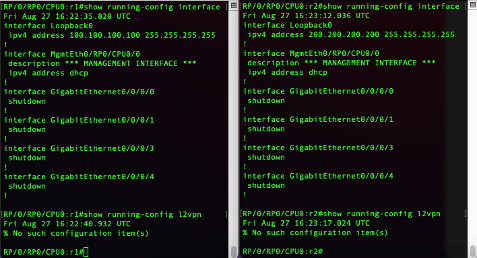 [RP/0/RP0/CPU0:r1#show running-config interface
Fri Aug 27 16:22:35.820 UTC
interface Loopback0
 ipv4 address 100.100.100.100 255.255.255.255
!
interface MgmtEth0/RP0/CPU0/0
 description *** MANAGEMENT INTERFACE ***
 ipv4 address dhcp
!
interface GigabitEthernet0/0/0/0
 shutdown
!
interface GigabitEthernet0/0/0/1
 shutdown
!
interface GigabitEthernet0/0/0/3
 shutdown
!
interface GigabitEthernet0/0/0/4
 shutdown
!
[RP/0/RP0/CPU0:r1#show running-config l2vpn
Fri Aug 27 16:22:40.932 UTC
% No such configuration item(s)
RP/0/RP0/CPU0:r1#
[RP/0/RP0/CPU0:r2#show running-config interface
Fri Aug 27 16:23:12.036 UTC
interface Loopback0
 ipv4 address 200.200.200.200 255.255.255.255
!
interface MgmtEth0/RP0/CPU0/0
 description *** MANAGEMENT INTERFACE ***
 ipv4 address dhcp
!
interface GigabitEthernet0/0/0/0
 shutdown
!
interface GigabitEthernet0/0/0/1
 shutdown
!
interface GigabitEthernet0/0/0/3
 shutdown
!
interface GigabitEthernet0/0/0/4
 shutdown
!
[RP/0/RP0/CPU0:r2#show running-config l2vpn
Fri Aug 27 16:23:17.024 UTC
% No such configuration item(s)
RP/0/RP0/CPU0:r2#